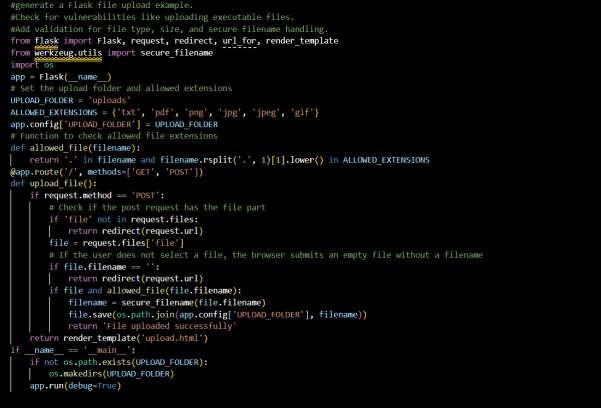 #generate a Flask file upload example.
#Check for vulnerabilities like uploading executable files.
#Add validation for file type, size, and secure filename handling.
from flask import Flask, request, redirect, url_for, render_template
from werkzeug.utils import secure_filename
import os
app = Flask(__name__)
# Set the upload folder and allowed extensions
UPLOAD_FOLDER = 'uploads'
ALLOWED_EXTENSIONS = {'txt', 'pdf', 'png', 'jpg', 'jpeg', 'gif'}
app.config['UPLOAD_FOLDER'] = UPLOAD_FOLDER
# Function to check allowed file extensions
def allowed_file(filename):
    return '.' in filename and filename.rsplit('.', 1)[1].lower() in ALLOWED_EXTENSIONS
@app.route('/', methods=['GET', 'POST'])
def upload_file():
    if request.method == 'POST':
        # Check if the post request has the file part
        if 'file' not in request.files:
            return redirect(request.url)
        file = request.files['file']
        # If the user does not select a file, the browser submits an empty file without a filename
        if file.filename == '':
            return redirect(request.url)
        if file and allowed_file(file.filename):
            filename = secure_filename(file.filename)
            file.save(os.path.join(app.config['UPLOAD_FOLDER'], filename))
            return 'File uploaded successfully'
    return render_template('upload.html')
if __name__ == '__main__':
    if not os.path.exists(UPLOAD_FOLDER):
        os.makedirs(UPLOAD_FOLDER)
    app.run(debug=True)